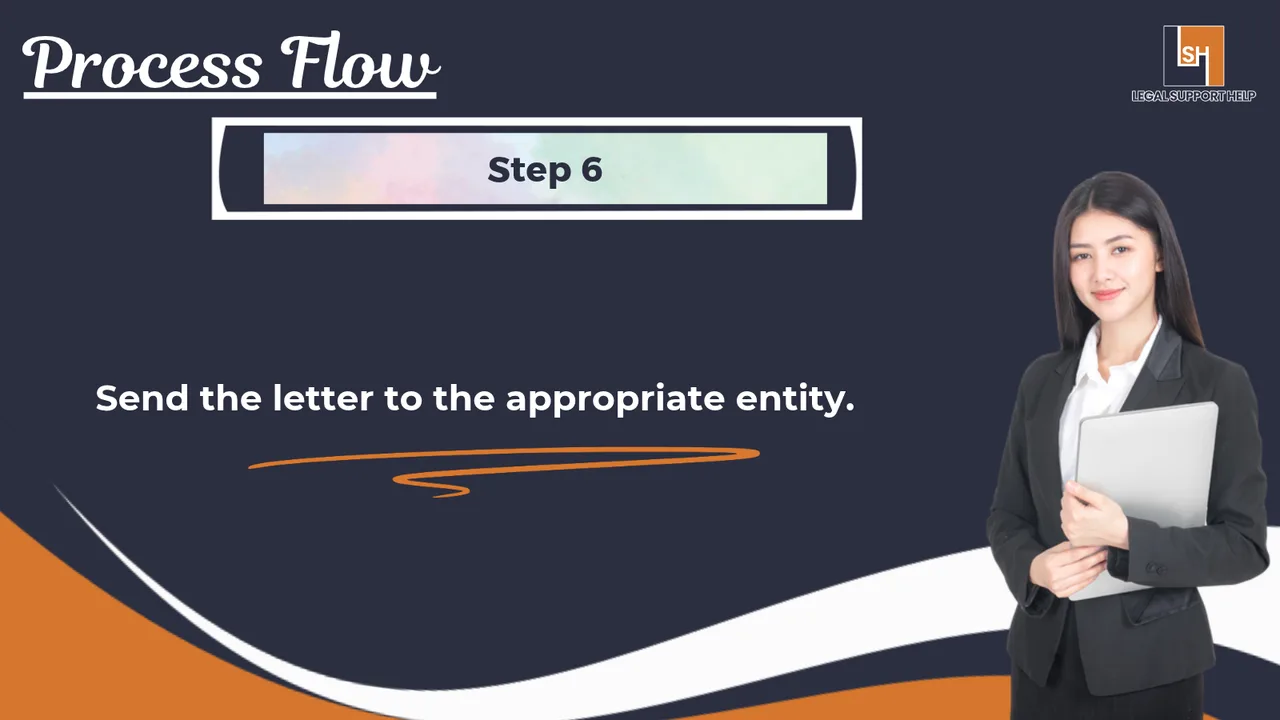 Process Flow
SH
LEGAL SUPPORT HELP
Step 6
Send the letter to the appropriate entity.